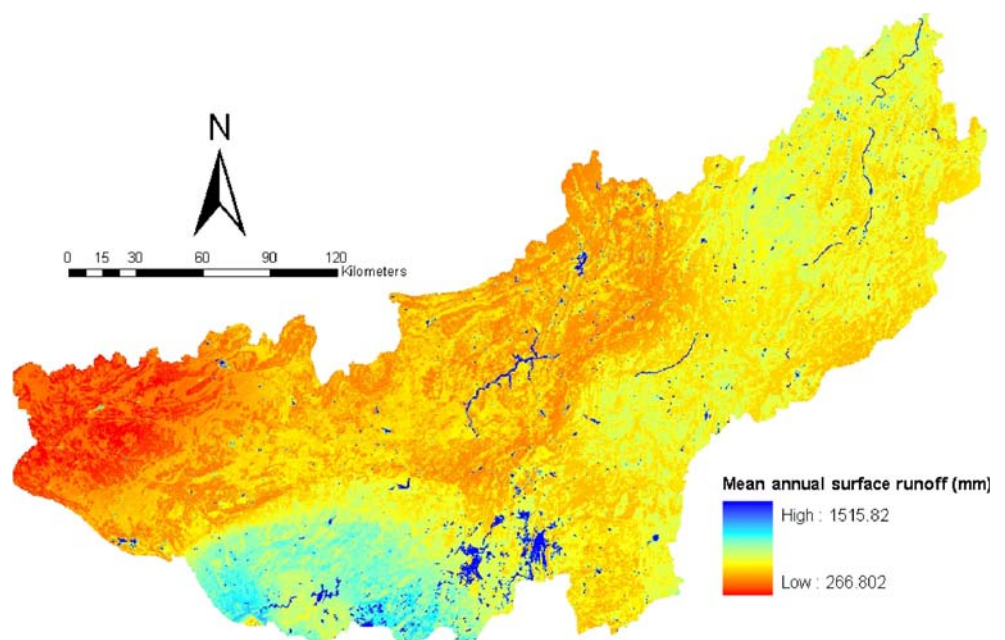 N
0 15 30 60 90 120
Kilometers
Mean annual surface runoff (mm)
High : 1515.82
Low : 266.802